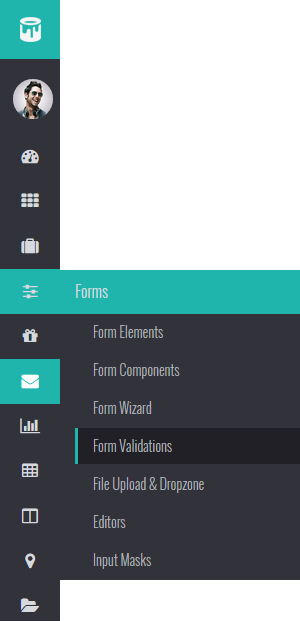 Forms
Form Elements
Form Components
Form Wizard
Form Validations
File Upload & Dropzone
Editors
Input Masks